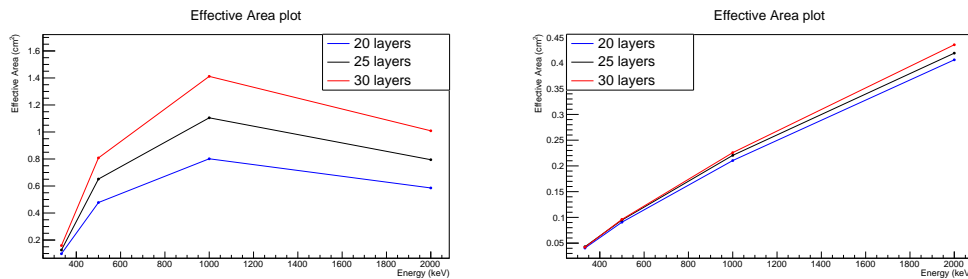 Effective Area plot
Effective Area (cm²)
1.6
1.4
1.2
1
0.8
0.6
0.4
0.2
20 layers
25 layers
30 layers
400 600 800 1000 1200 1400 1600 1800 2000
Energy (keV)
Effective Area plot
Effective Area (cm²)
0.45
0.4
0.35
0.3
0.25
0.2
0.15
0.1
0.05
20 layers
25 layers
30 layers
400 600 800 1000 1200 1400 1600 1800 2000
Energy (keV)